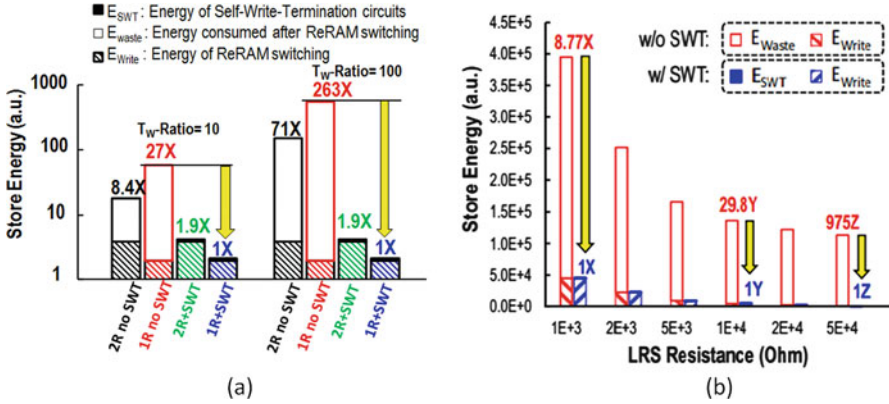 E_SWT : Energy of Self-Write-Termination circuits
E_waste : Energy consumed after ReRAM switching
E_Write : Energy of ReRAM switching
Store Energy (a.u.)
1000
100
10
1
T_W-Ratio= 10
T_W-Ratio= 100
8.4X
27X
1.9X
1X
71X
263X
1.9X
1X
2R no SWT
1R no SWT
2R+SWT
1R+SWT
2R no SWT
1R no SWT
2R+SWT
1R+SWT
(a)
Store Energy (a.u.)
4.5E+5
4.0E+5
3.5E+5
3.0E+5
2.5E+5
2.0E+5
1.5E+5
1.0E+5
5.0E+4
0.0E+0
w/o SWT: E_Waste E_Write
w/ SWT: E_SWT E_Write
8.77X
1X
29.8Y
1Y
975Z
1Z
1E+3 2E+3 5E+3 1E+4 2E+4 5E+4
LRS Resistance (Ohm)
(b)